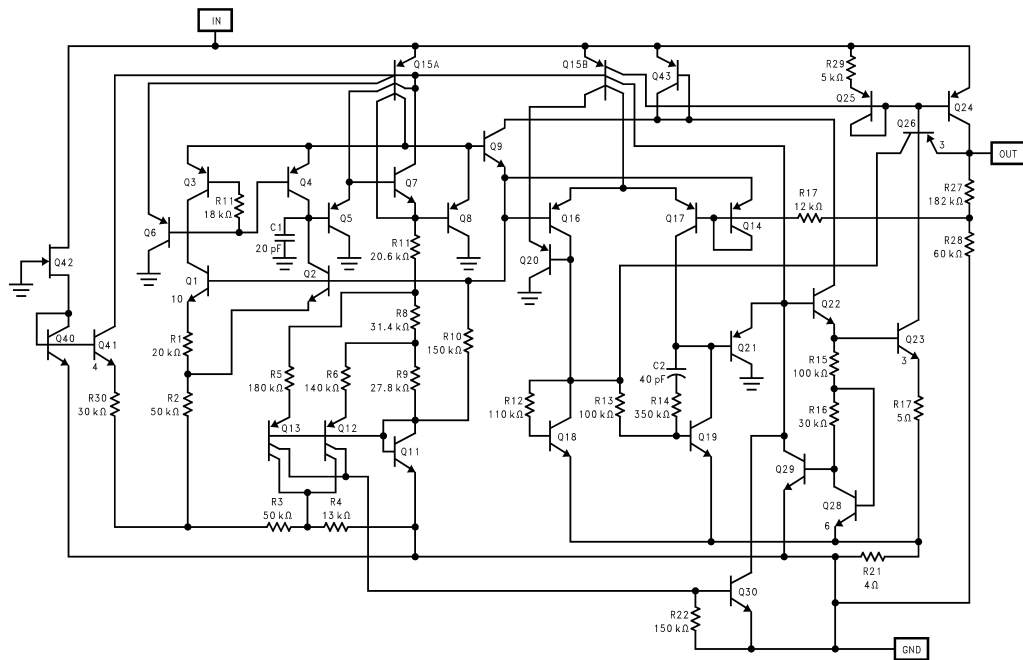 IN
Q15A
Q15B
Q43
R29
5 kΩ
Q25
Q24
Q26
3
OUT
Q9
Q3
R11
18 kΩ
Q4
Q7
C1
20 pF
Q5
Q8
Q6
Q16
Q17
Q14
R17
12 kΩ
R27
182 kΩ
R28
60 kΩ
R11
20.6 kΩ
Q42
Q20
Q1
10
Q2
R8
31.4 kΩ
R10
150 kΩ
Q22
Q23
3
Q40
Q41
4
R1
20 kΩ
Q21
R15
100 kΩ
R5
180 kΩ
R6
140 kΩ
R9
27.8 kΩ
C2
40 pF
R30
30 kΩ
R2
50 kΩ
R12
110 kΩ
R13
100 kΩ
R14
350 kΩ
R16
30 kΩ
R17
5Ω
Q13
Q12
Q11
Q18
Q19
Q29
Q28
6
R3
50 kΩ
R4
13 kΩ
R21
4Ω
Q30
R22
150 kΩ
GND